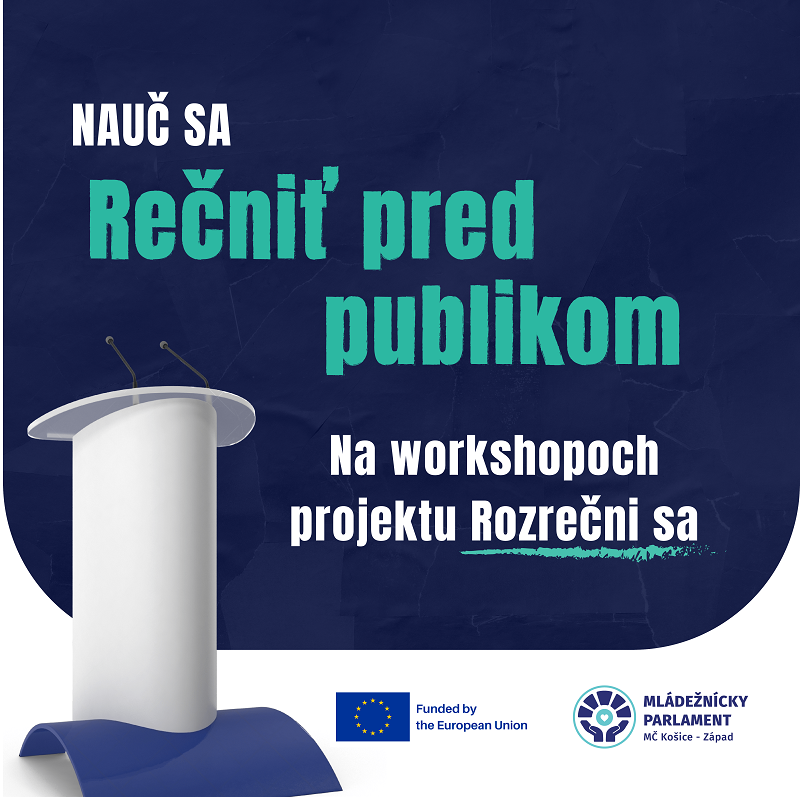 NAUČ SA
Rečniť pred
publikom
Na workshopoch
projektu Rozrečni sa
Funded by
the European Union
MLÁDEŽNÍCKY
PARLAMENT
MČ Košice - Západ